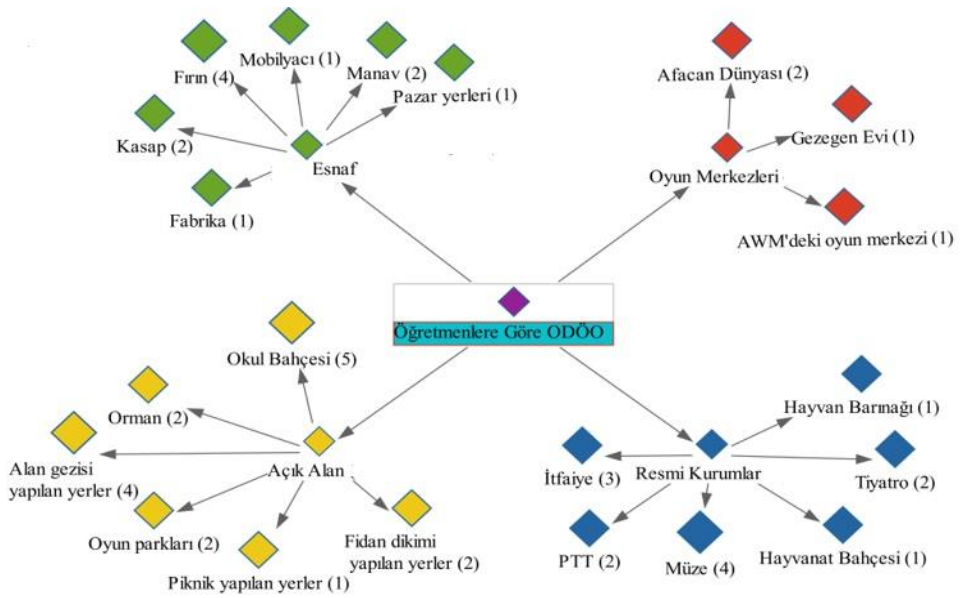 Fırın (4)
Mobilyacı (1)
Manav (2)
Pazar yerleri (1)
Kasap (2)
Esnaf
Fabrika (1)
Afacan Dünyası (2)
Gezegen Evi (1)
Oyun Merkezleri
AWM'deki oyun merkezi (1)
Öğretmenlere Göre ODÖO
Okul Bahçesi (5)
Orman (2)
Alan gezisi
yapılan yerler (4)
Açık Alan
Oyun parkları (2)
Piknik yapılan yerler (1)
Fidan dikimi
yapılan yerler (2)
Hayvan Barınağı (1)
İtfaiye (3)
Resmi Kurumlar
Tiyatro (2)
PTT (2)
Müze (4)
Hayvanat Bahçesi (1)